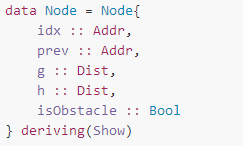 data Node = Node{
    idx :: Addr,
    prev :: Addr,
    g :: Dist,
    h :: Dist,
    isObstacle :: Bool
} deriving(Show)